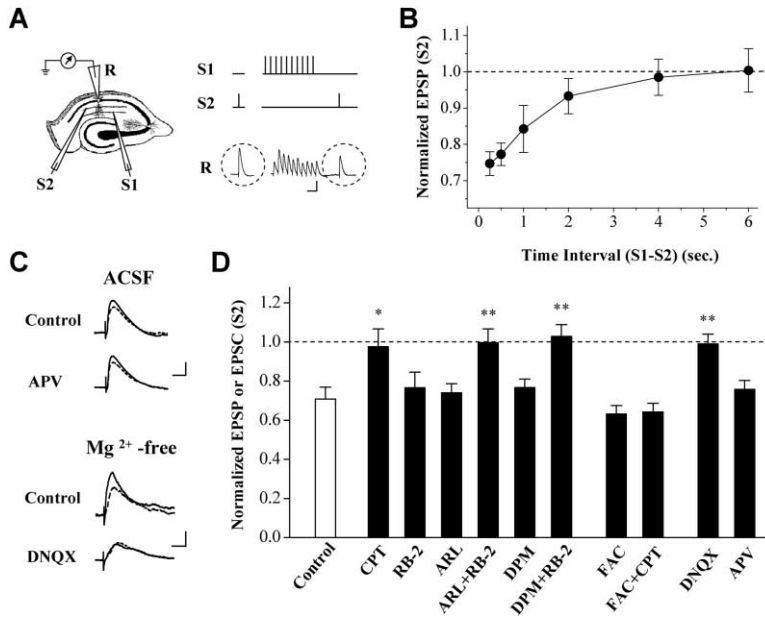 A
R
S2
S1
S1
S2
R
B
Normalized EPSP (S2)
1.1
1.0
0.9
0.8
0.7
0
1
2
3
4
5
6
Time Interval (S1-S2) (sec.)
C
ACSF
Control
APV
Mg 2+ -free
Control
DNQX
D
Normalized EPSP or EPSC (S2)
1.2
1.0
0.8
0.6
0.4
0.2
0.0
*
**
**
**
Control
CPT
RB-2
ARL
ARL+RB-2
DPM
DPM+RB-2
FAC
FAC+CPT
DNQX
APV